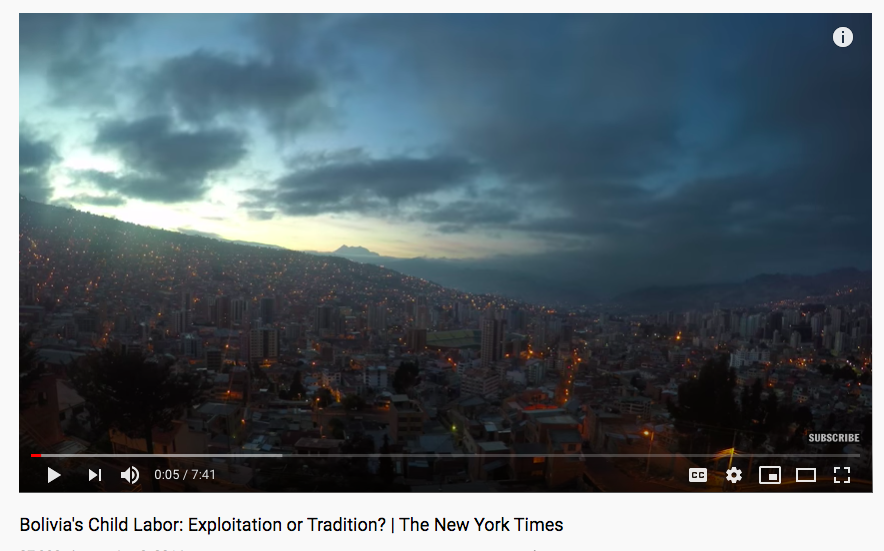 SUBSCRIBE
0:05 / 7:41
CC
Bolivia's Child Labor: Exploitation or Tradition? | The New York Times